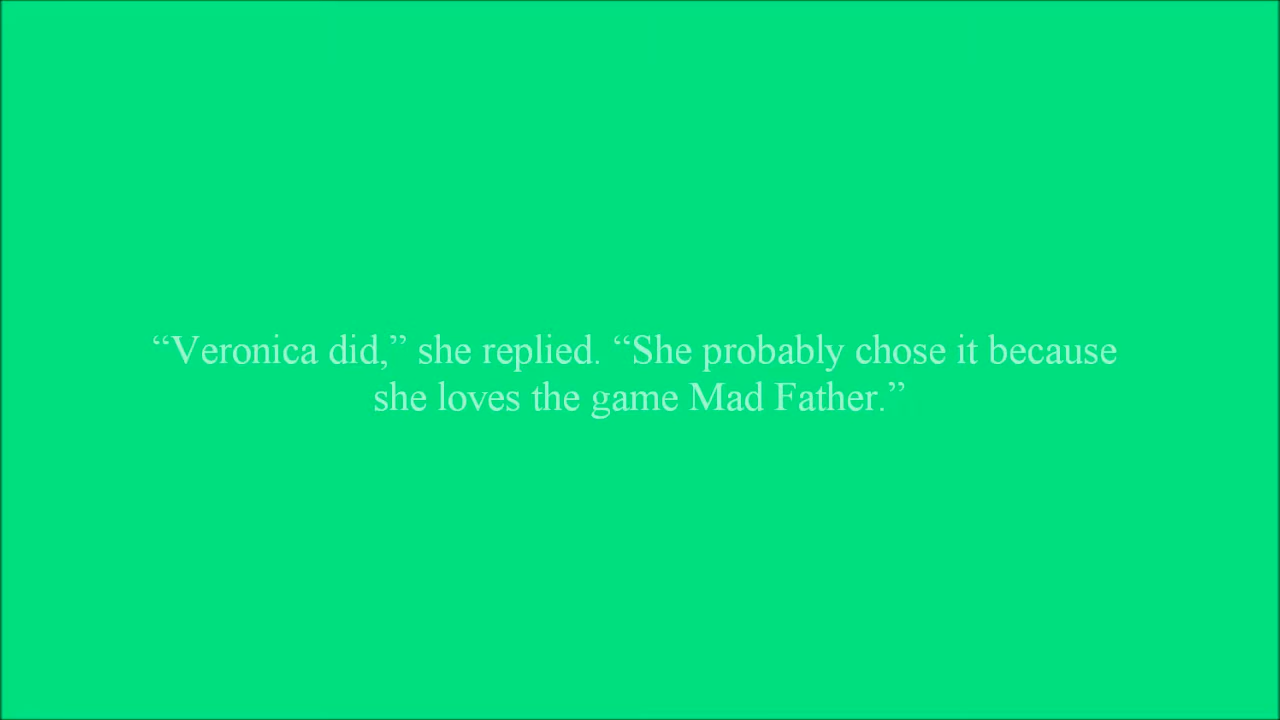 “Veronica did,” she replied. “She probably chose it because
she loves the game Mad Father.”